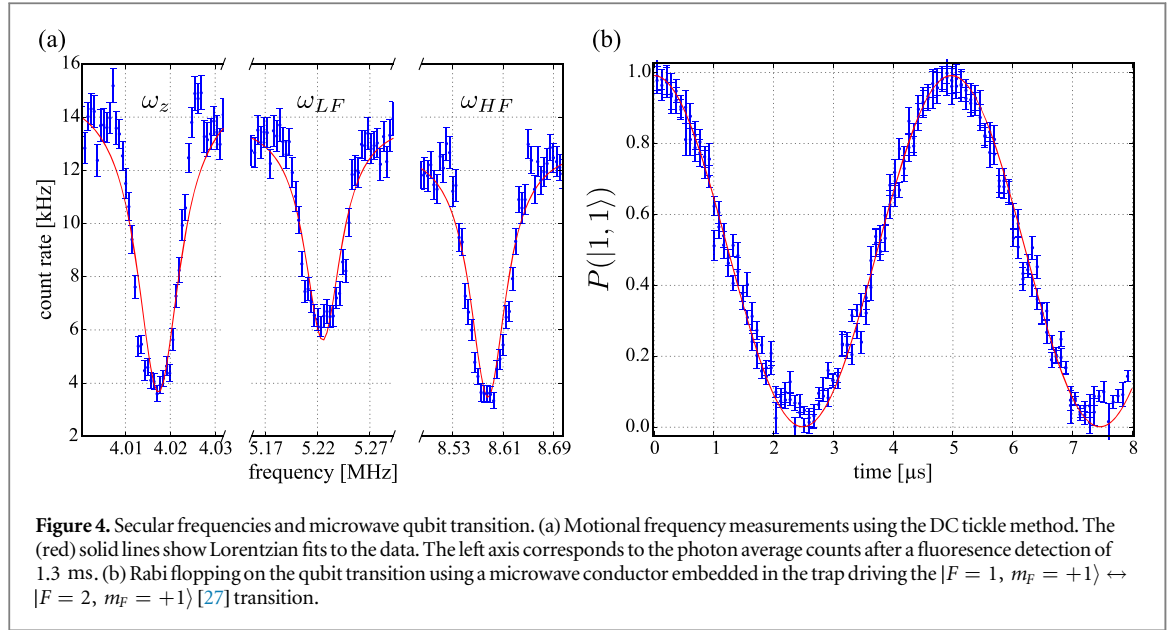 (a)
(b)
16
14
12
10
8
6
4
2
count rate [kHz]
ω_z
ω_LF
ω_HF
4.01 4.02 4.03
5.17 5.22 5.27
8.53 8.61 8.69
frequency [MHz]
1.0
0.8
0.6
0.4
0.2
0.0
P(|1, 1⟩)
0 1 2 3 4 5 6 7 8
time [µs]
Figure 4. Secular frequencies and microwave qubit transition. (a) Motional frequency measurements using the DC tickle method. The
(red) solid lines show Lorentzian fits to the data. The left axis corresponds to the photon average counts after a fluoresence detection of
1.3 ms. (b) Rabi flopping on the qubit transition using a microwave conductor embedded in the trap driving the |F = 1, m_F = +1⟩ ↔
|F = 2, m_F = +1⟩ [27] transition.